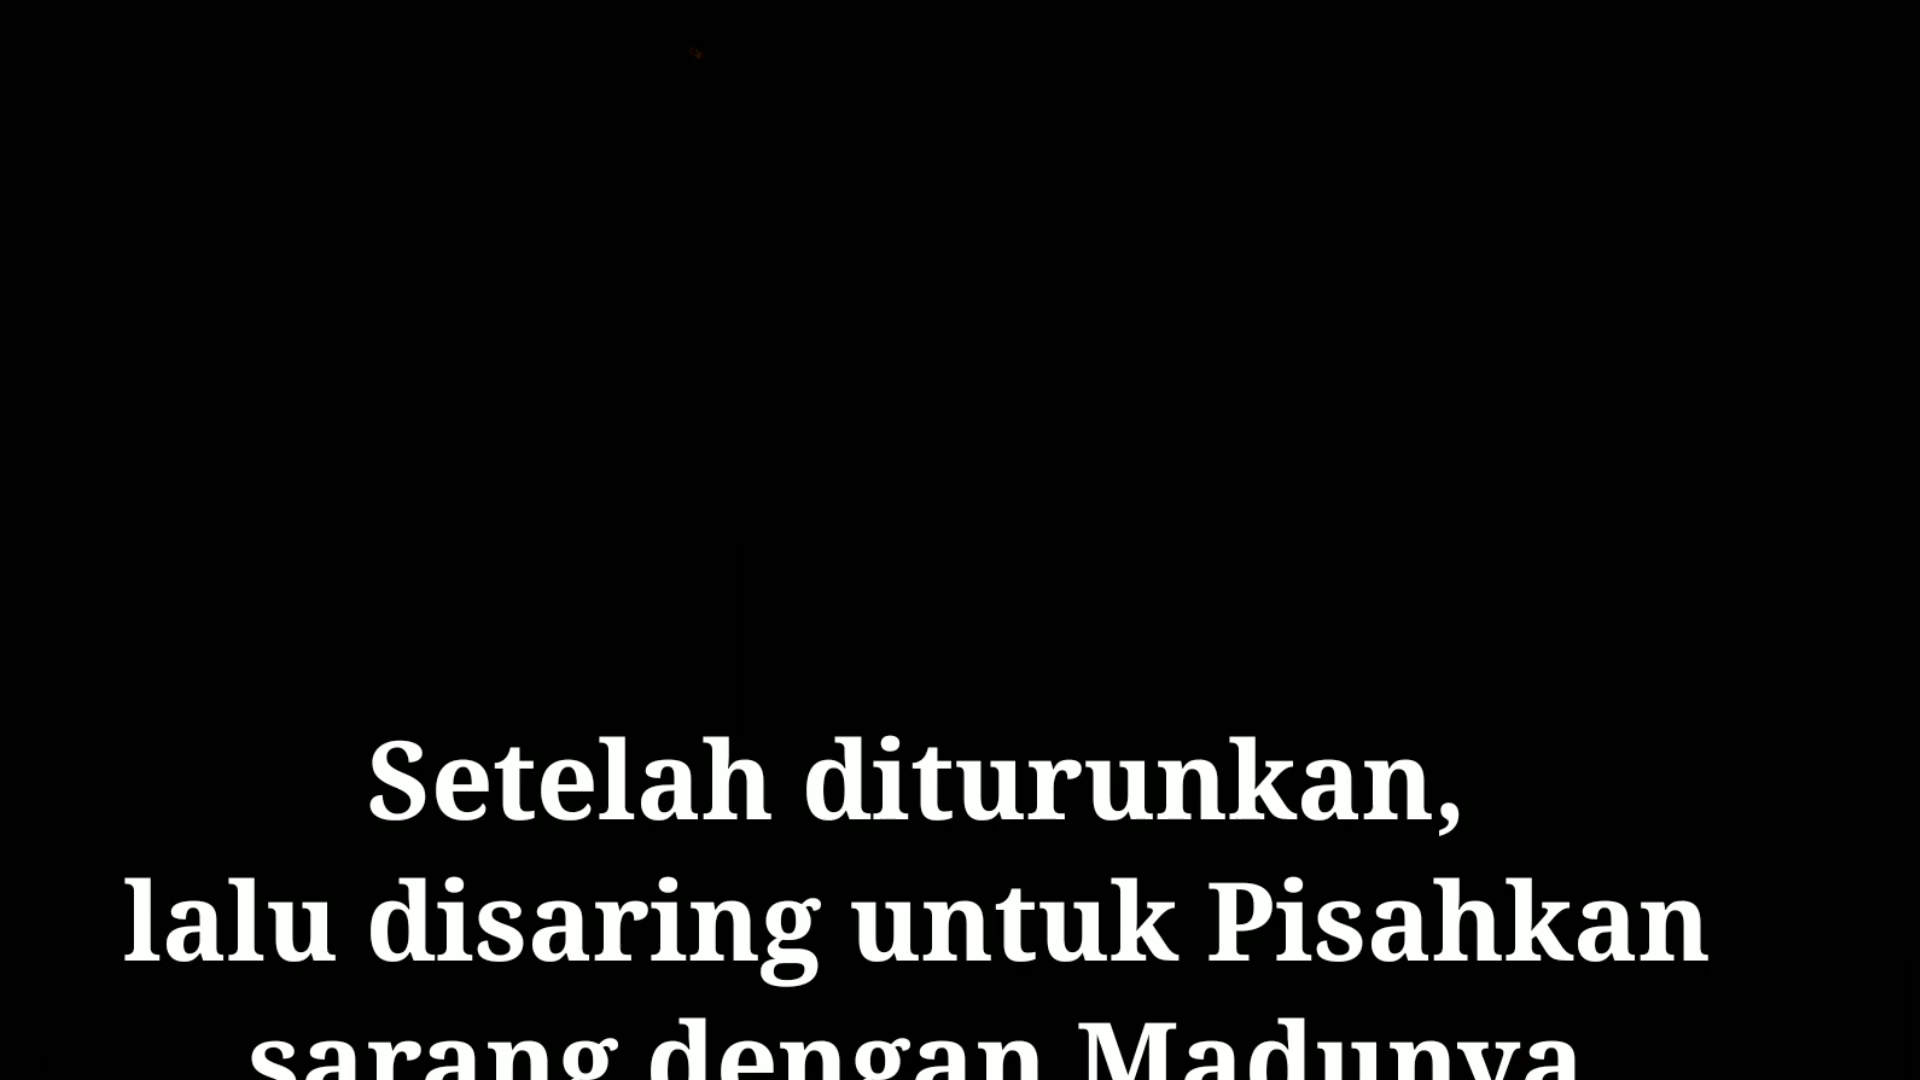 Setelah diturunkan,
lalu disaring untuk Pisahkan
sarang dengan Madunya